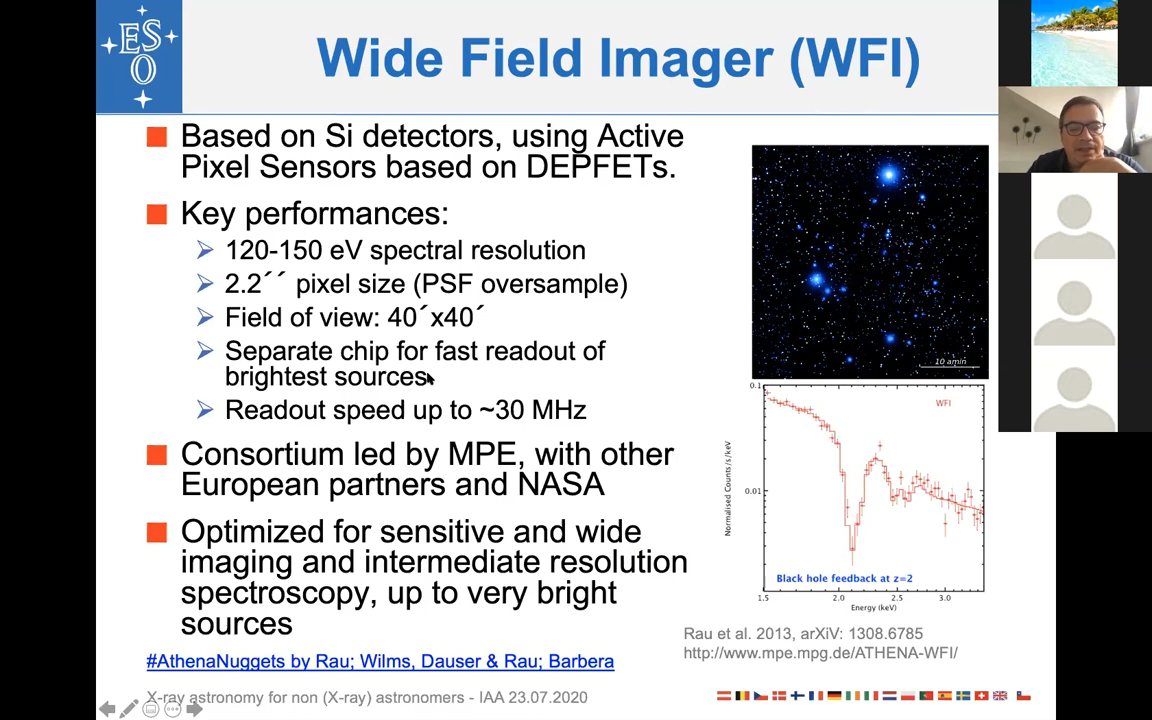 ES
O
Wide Field Imager (WFI)
Based on Si detectors, using Active
Pixel Sensors based on DEPFETs.
Key performances:
120-150 eV spectral resolution
2.2´´ pixel size (PSF oversample)
Field of view: 40´x40´
Separate chip for fast readout of
brightest sources
Readout speed up to ~30 MHz
Consortium led by MPE, with other
European partners and NASA
Optimized for sensitive and wide
imaging and intermediate resolution
spectroscopy, up to very bright
sources
#AthenaNuggets by Rau; Wilms, Dauser & Rau; Barbera
X-ray astronomy for non (X-ray) astronomers - IAA 23.07.2020
10 amin
0.1
WFI
Normalised Counts/s/keV
0.01
Black hole feedback at z=2
1.5 2.0 2.5 3.0
Energy (keV)
Rau et al. 2013, arXiV: 1308.6785
http://www.mpe.mpg.de/ATHENA-WFI/